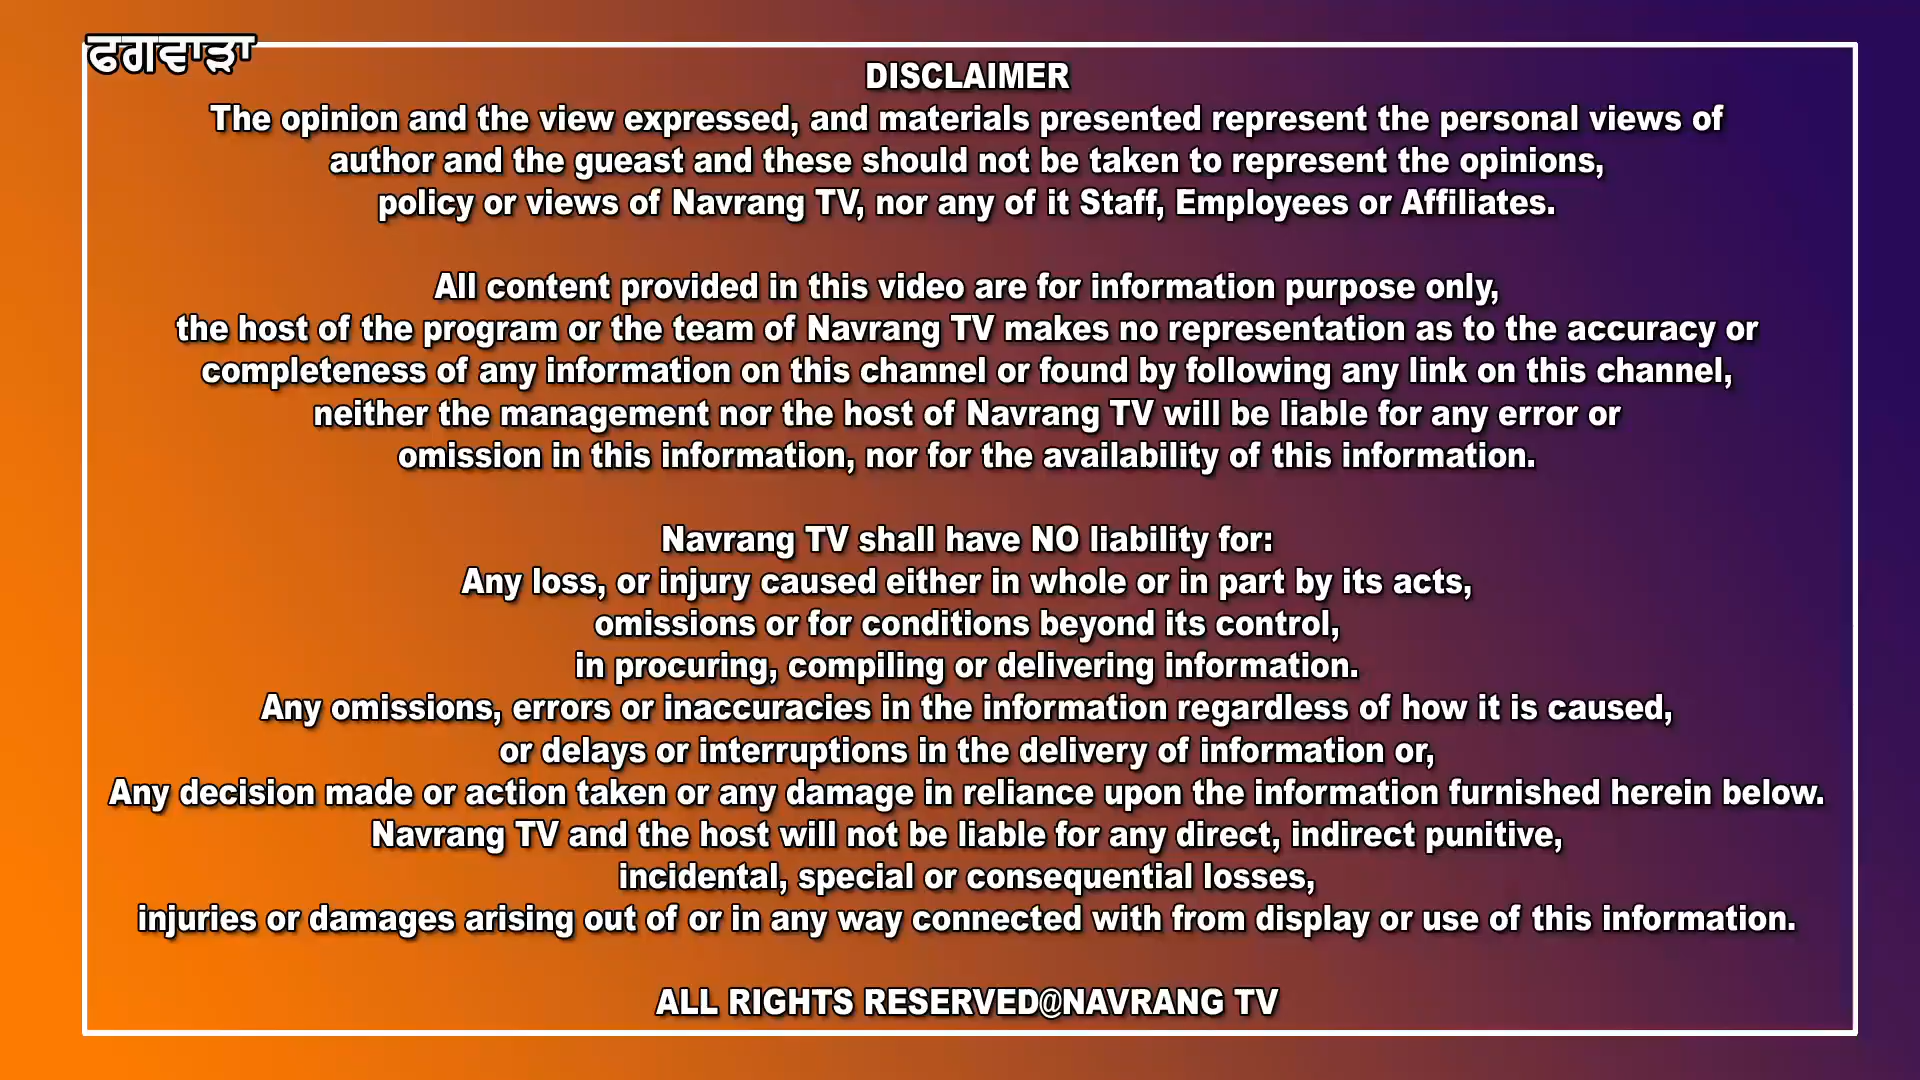 ਫਗਵਾੜਾ
DISCLAIMER
The opinion and the view expressed, and materials presented represent the personal views of
author and the gueast and these should not be taken to represent the opinions,
policy or views of Navrang TV, nor any of it Staff, Employees or Affiliates.
All content provided in this video are for information purpose only,
the host of the program or the team of Navrang TV makes no representation as to the accuracy or
completeness of any information on this channel or found by following any link on this channel,
neither the management nor the host of Navrang TV will be liable for any error or
omission in this information, nor for the availability of this information.
Navrang TV shall have NO liability for:
Any loss, or injury caused either in whole or in part by its acts,
omissions or for conditions beyond its control,
in procuring, compiling or delivering information.
Any omissions, errors or inaccuracies in the information regardless of how it is caused,
or delays or interruptions in the delivery of information or,
Any decision made or action taken or any damage in reliance upon the information furnished herein below.
Navrang TV and the host will not be liable for any direct, indirect punitive,
incidental, special or consequential losses,
injuries or damages arising out of or in any way connected with from display or use of this information.
ALL RIGHTS RESERVED@NAVRANG TV